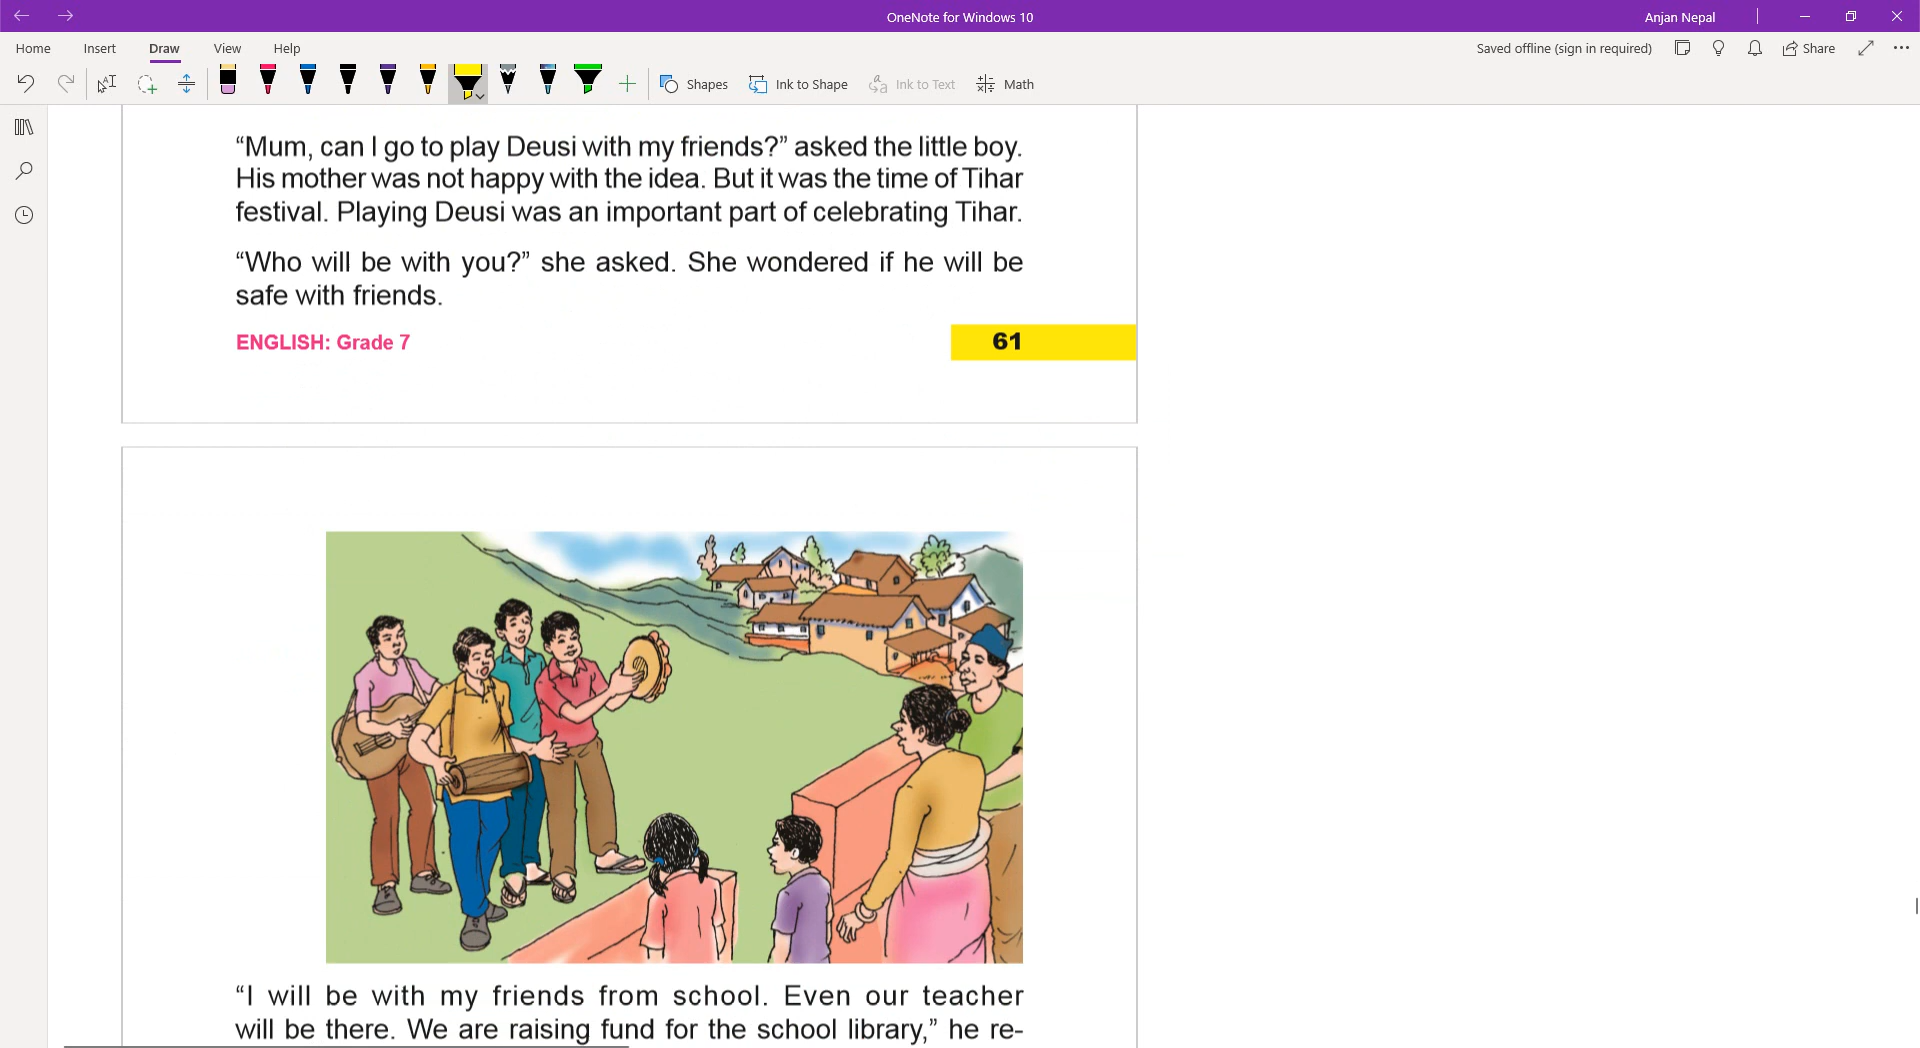 OneNote for Windows 10
Anjan Nepal
Home Insert Draw View Help
Saved offline (sign in required) Share
Shapes Ink to Shape Ink to Text Math
“Mum, can I go to play Deusi with my friends?” asked the little boy.
His mother was not happy with the idea. But it was the time of Tihar
festival. Playing Deusi was an important part of celebrating Tihar.
“Who will be with you?” she asked. She wondered if he will be
safe with friends.
ENGLISH: Grade 7 61
“I will be with my friends from school. Even our teacher
will be there. We are raising fund for the school library,” he re-